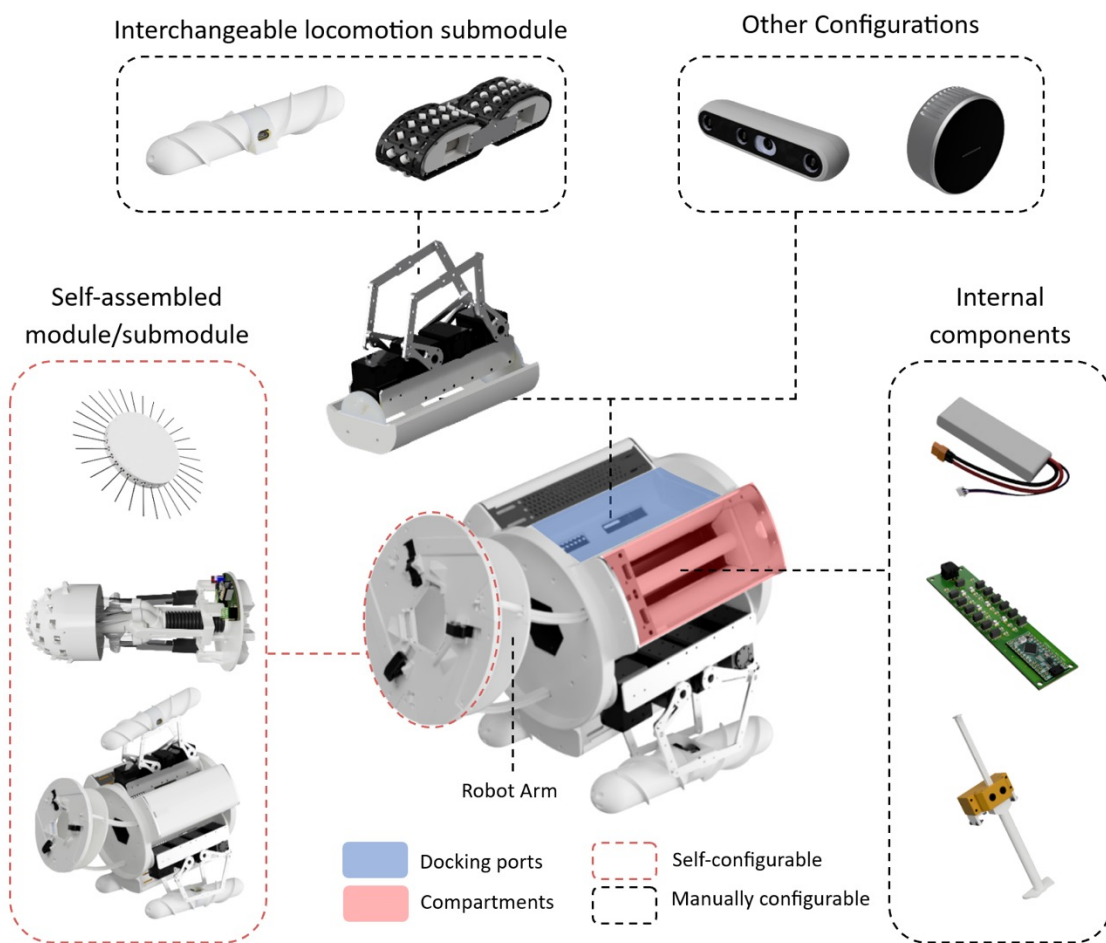 Interchangeable locomotion submodule
Other Configurations
Self-assembled
module/submodule
Internal
components
Robot Arm
Docking ports
Compartments
Self-configurable
Manually configurable